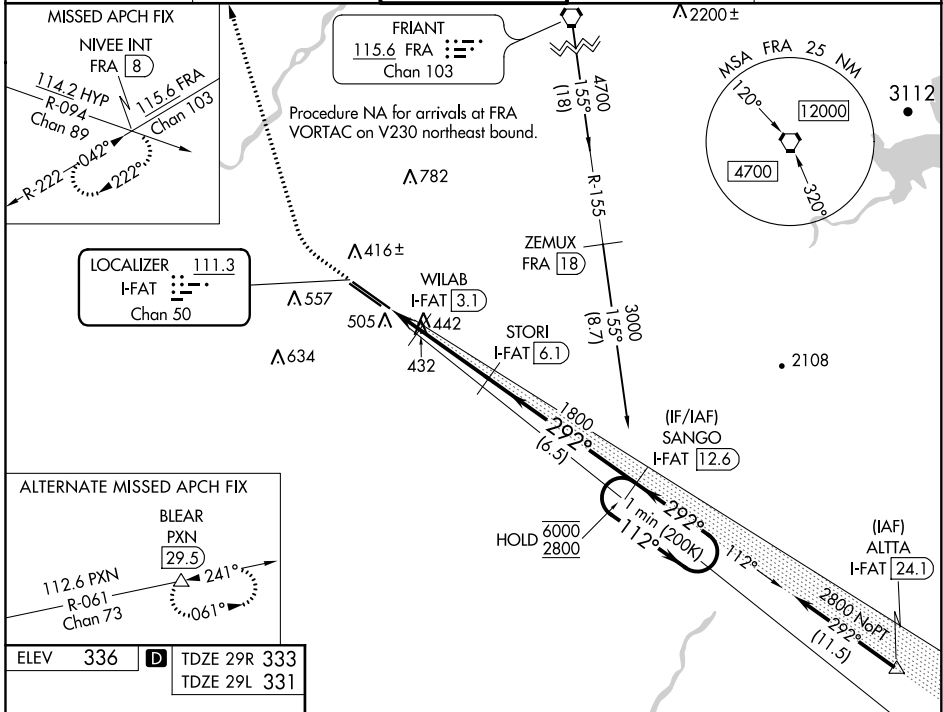 MISSED APCH FIX
NIVEE INT
FRA 8
114.2 HYP
R-094
Chan 89
115.6 FRA
Chan 103
R-222
042°
222°
FRIANT
115.6 FRA
Chan 103
Procedure NA for arrivals at FRA
VORTAC on V230 northeast bound.
2200±
MSA FRA 25 NM
120°
12000
4700
320°
3112
4700
155°
(18)
R-155
782
ZEMUX
FRA 18
3000
155°
(8.7)
LOCALIZER 111.3
I-FAT
Chan 50
416±
557
505
634
WILAB
I-FAT 3.1
442
432
STORI
I-FAT 6.1
2108
1800
292°
(6.5)
(IF/IAF)
SANGO
I-FAT 12.6
HOLD 6000
2800
1 min (200K)
292°
112°
112°
(IAF)
ALTTA
I-FAT 24.1
2800 NoPT
292°
(11.5)
ALTERNATE MISSED APCH FIX
BLEAR
PXN
29.5
112.6 PXN
R-061
Chan 73
241°
061°
ELEV 336
D
TDZE 29R 333
TDZE 29L 331